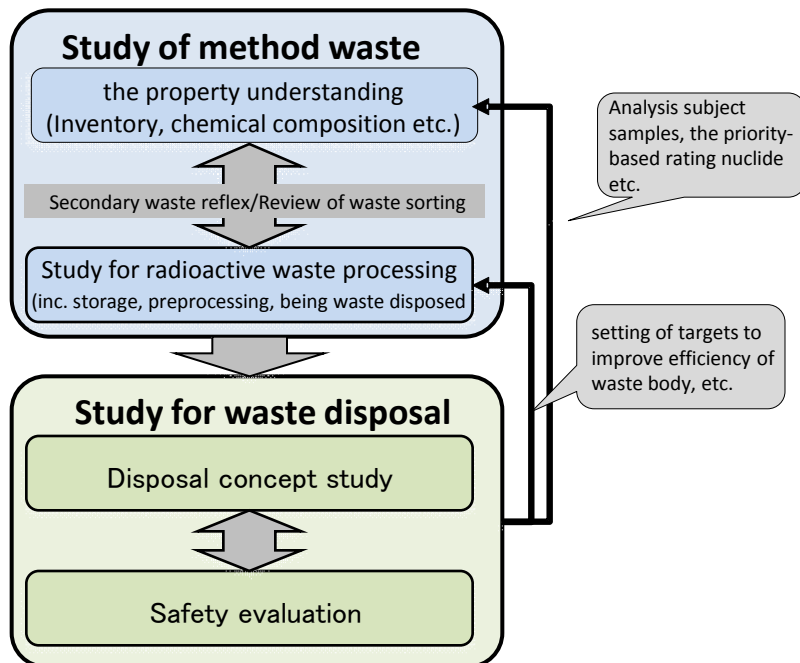 Study of method waste
the property understanding
(Inventory, chemical composition etc.)
Secondary waste reflex/Review of waste sorting
Study for radioactive waste processing
(inc. storage, preprocessing, being waste disposed
Analysis subject
samples, the priority-
based rating nuclide
etc.
setting of targets to
improve efficiency of
waste body, etc.
Study for waste disposal
Disposal concept study
Safety evaluation